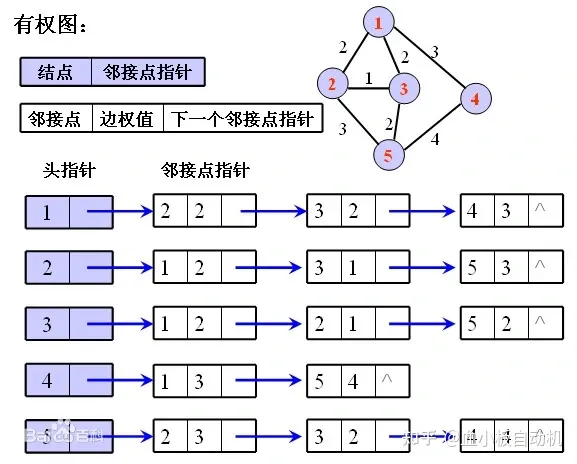 有权图：
结点 邻接点指针
邻接点 边权值 下一个邻接点指针
1
2 2 3
2 1 3 4
3 2 4
5
头指针 邻接点指针
1 2 2 3 2 4 3 ^
2 1 2 3 1 5 3 ^
3 1 2 2 1 5 2 ^
4 1 3 5 4 ^
5 2 3 3 2 4 4 ^
Baidu百科
知乎 @血小板自动机